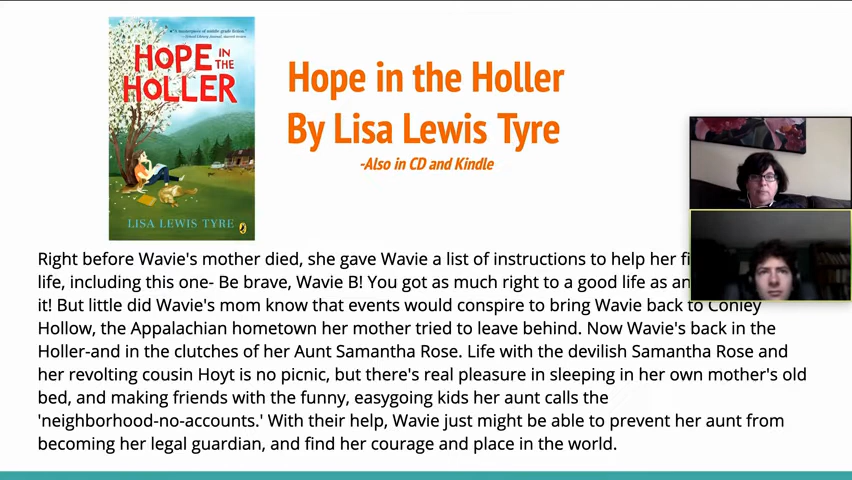 HOPE IN THE HOLLER
LISA LEWIS TYRE
Hope in the Holler
By Lisa Lewis Tyre
-Also in CD and Kindle
Right before Wavie's mother died, she gave Wavie a list of instructions to help her
life, including this one- Be brave, Wavie B! You got as much right to a good life as
it! But little did Wavie's mom know that events would conspire to bring Wavie back to Conley
Hollow, the Appalachian hometown her mother tried to leave behind. Now Wavie's back in the
Holler-and in the clutches of her Aunt Samantha Rose. Life with the devilish Samantha Rose and
her revolting cousin Hoyt is no picnic, but there's real pleasure in sleeping in her own mother's old
bed, and making friends with the funny, easygoing kids her aunt calls the
'neighborhood-no-accounts.' With their help, Wavie just might be able to prevent her aunt from
becoming her legal guardian, and find her courage and place in the world.